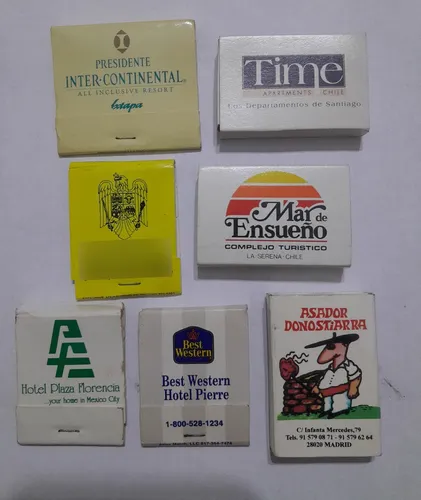 PRESIDENTE
INTER-CONTINENTAL®
ALL INCLUSIVE RESORT
Ixtapa
Time
APARTMENTS CHILE
Los Departamentos de Santiago
Mar de
Ensueño
COMPLEJO TURISTICO
LA SERENA - CHILE
Hotel Plaza Florencia
...your home in Mexico City
Best
Western
Best Western
Hotel Pierre
1-800-528-1234
ASADOR
DONOSTIARRA
C/ Infanta Mercedes, 79
Tels. 91 579 08 71 - 91 579 62 64
28020 MADRID